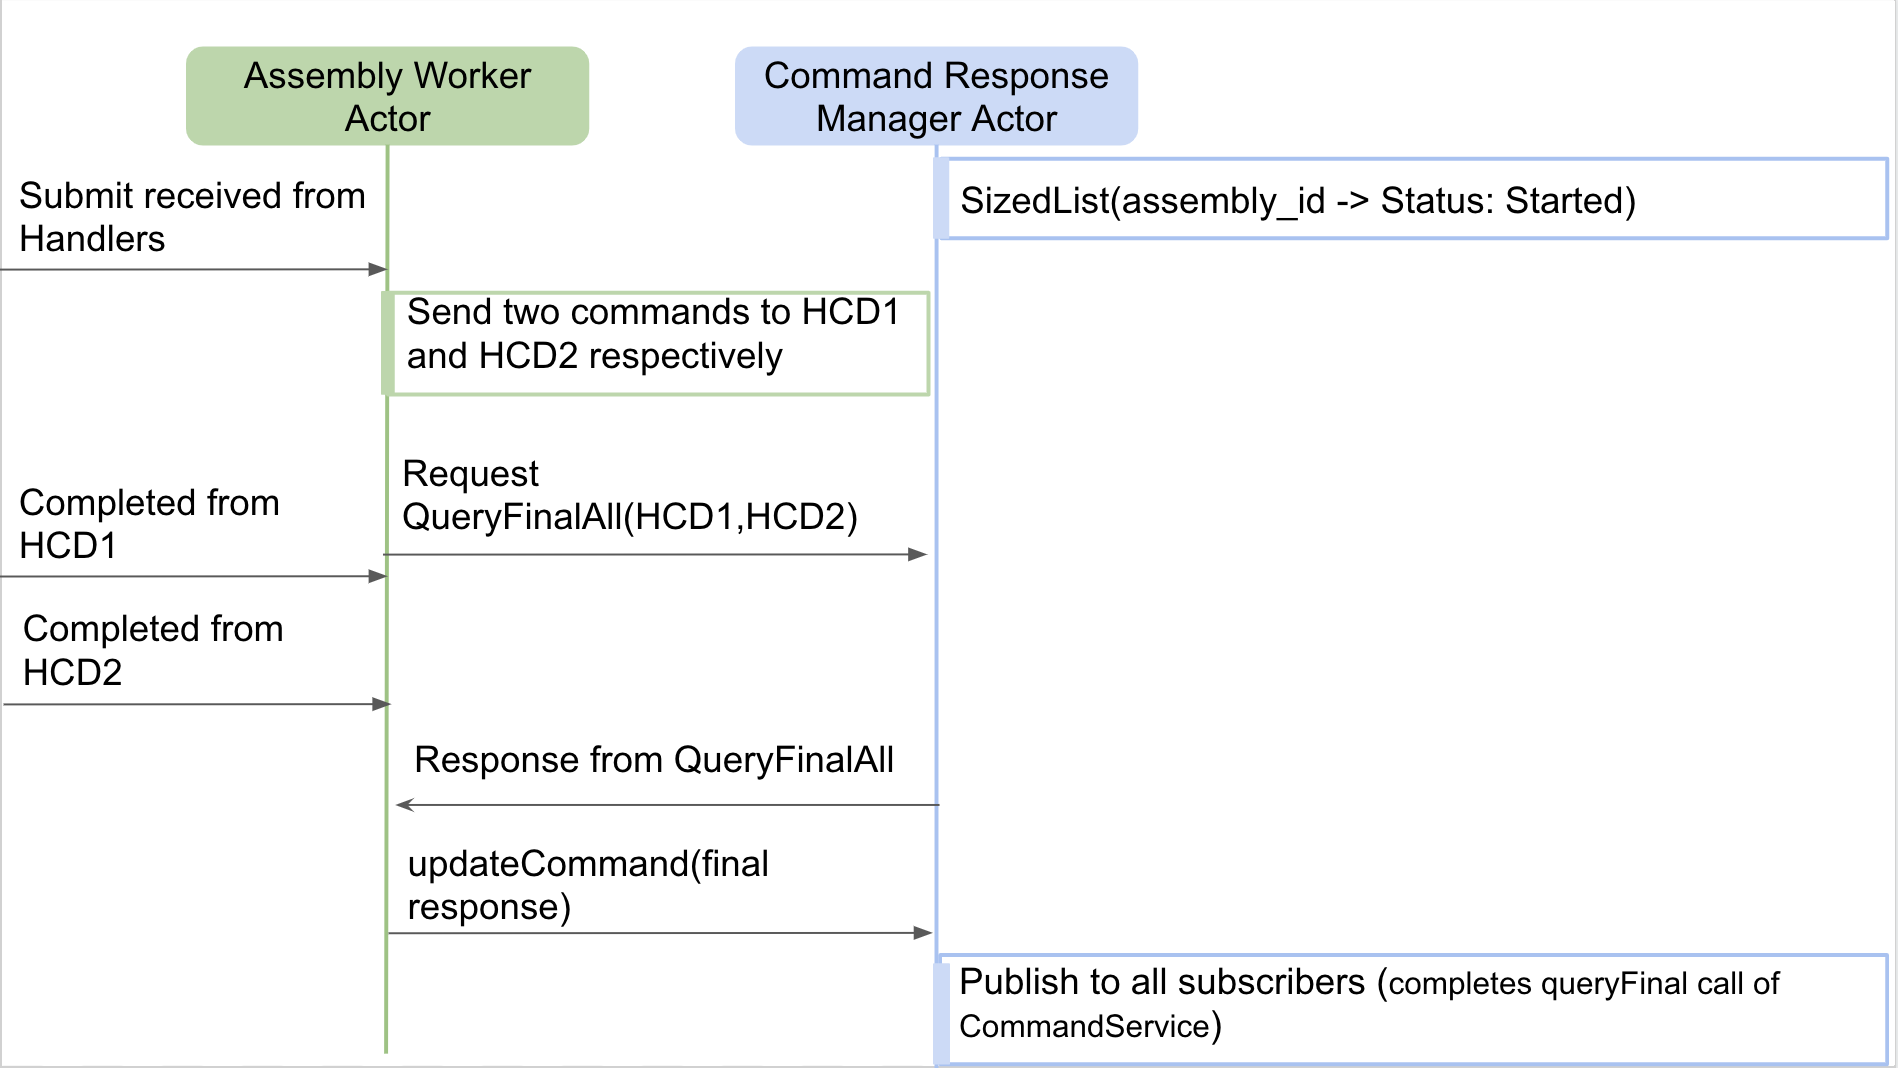 Assembly Worker
Actor
Command Response
Manager Actor
SizedList(assembly_id -> Status: Started)
Submit received from
Handlers
Send two commands to HCD1
and HCD2 respectively
Request
QueryFinalAll(HCD1,HCD2)
Completed from
HCD1
Completed from
HCD2
Response from QueryFinalAll
updateCommand(final
response)
Publish to all subscribers (completes queryFinal call of
CommandService)